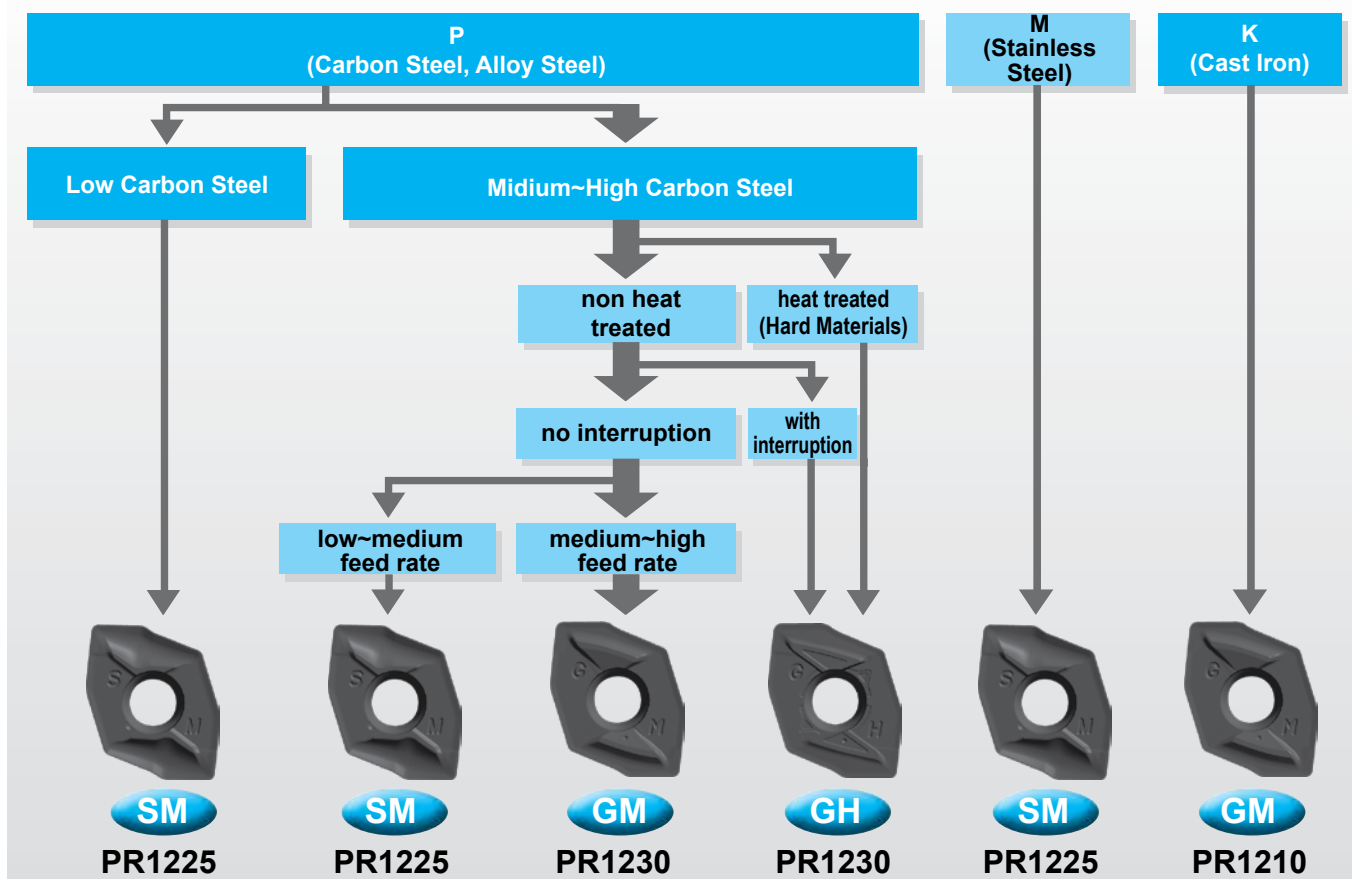 P
(Carbon Steel, Alloy Steel)
M
(Stainless
Steel)
K
(Cast Iron)
Low Carbon Steel
Midium~High Carbon Steel
non heat
treated
heat treated
(Hard Materials)
no interruption
with
interruption
low~medium
feed rate
medium~high
feed rate
S
M
S
M
G
M
G
H
S
M
G
M
SM
SM
GM
GH
SM
GM
PR1225
PR1225
PR1230
PR1230
PR1225
PR1210